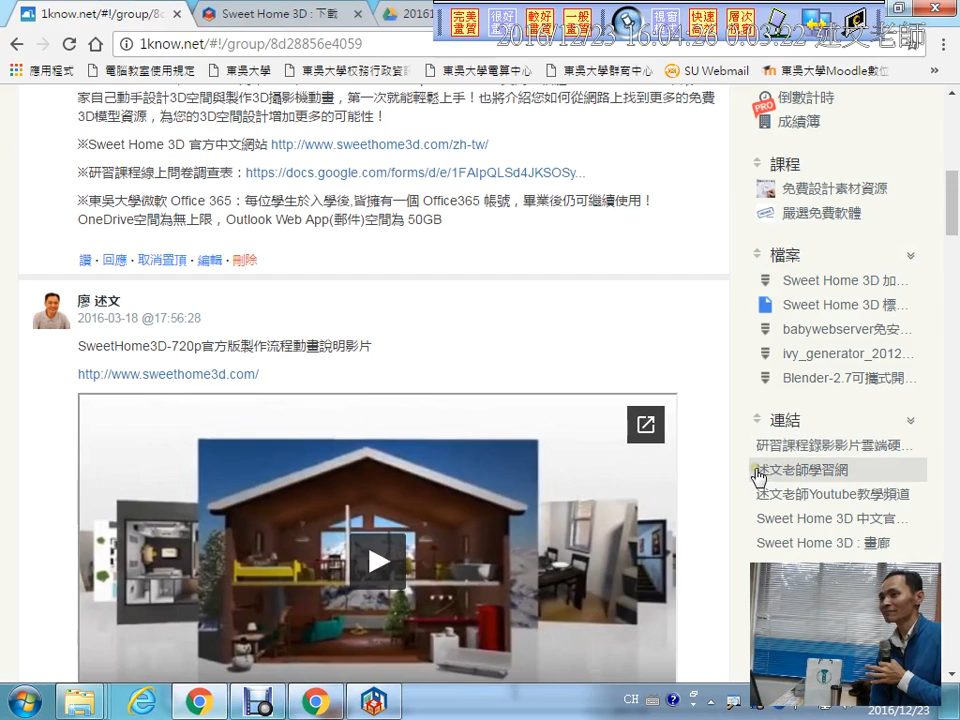 1know.net/#!/group/8c
Sweet Home 3D : 下載
20161
完美畫質
很好畫質
較好畫質
一般畫質
視窗
快速
層次
2016/12/23 16:04:26 0:03:22 述文老師
1know.net/#!/group/8d28856e4059
應用程式
電腦教室使用規定
東吳大學
東吳大學校務行政資訊
東吳大學電算中心
東吳大學群育中心
SU Webmail
東吳大學Moodle數位
家自己動手設計3D空間與製作3D攝影機動畫，第一次就能輕鬆上手！也將介紹您如何從網路上找到更多的免費
3D模型資源，為您的3D空間設計增加更多的可能性！
※Sweet Home 3D 官方中文網站 http://www.sweethome3d.com/zh-tw/
※研習課程線上問卷調查表：https://docs.google.com/forms/d/e/1FAIpQLSd4JKSOSy...
※東吳大學微軟 Office 365：每位學生於入學後,皆擁有一個 Office365 帳號，畢業後仍可繼續使用！
OneDrive空間為無上限，Outlook Web App(郵件)空間為 50GB
讚 · 回應 · 取消置頂 · 編輯 · 刪除
廖 述文
2016-03-18 @17:56:28
SweetHome3D-720p官方版製作流程動畫說明影片
http://www.sweethome3d.com/
PRO
倒數計時
成績簿
課程
免費設計素材資源
嚴選免費軟體
檔案
Sweet Home 3D 加...
Sweet Home 3D 標...
babywebserver免安...
ivy_generator_2012...
Blender-2.7可攜式開...
連結
研習課程錄影影片雲端硬...
述文老師學習網
述文老師Youtube教學頻道
Sweet Home 3D 中文官...
Sweet Home 3D : 畫廊
CH
2016/12/23